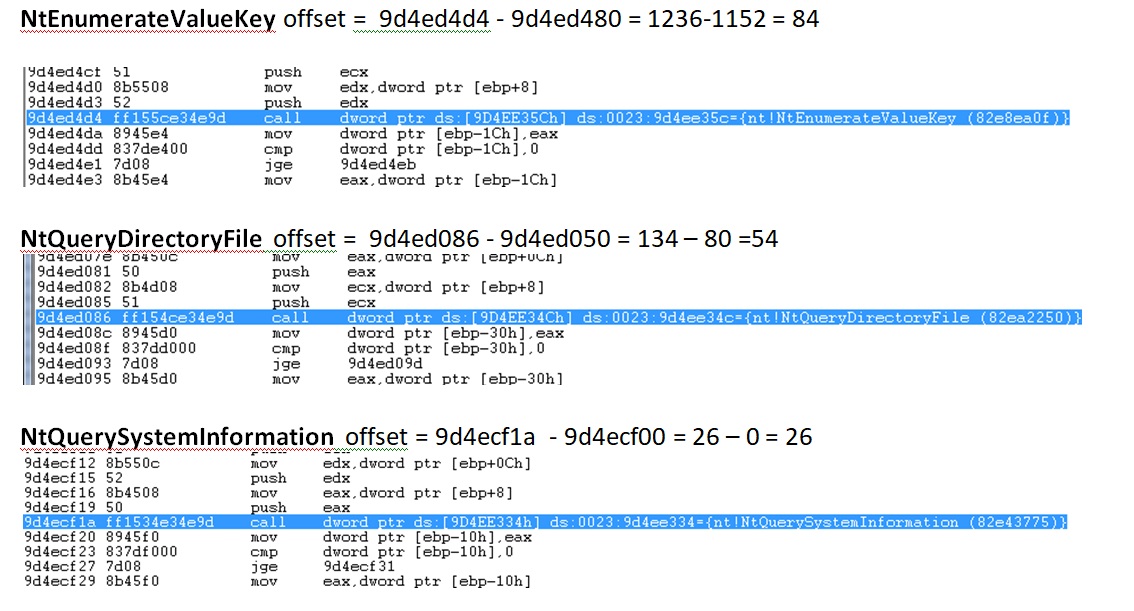 NtEnumerateValueKey offset = 9d4ed4d4 - 9d4ed480 = 1236-1152 = 84
9d4ed4cf 51 push ecx
9d4ed4d0 8b5508 mov edx,dword ptr [ebp+8]
9d4ed4d3 52 push edx
9d4ed4d4 ff155ce34e9d call dword ptr ds:[9D4EE35Ch] ds:0023:9d4ee35c={nt!NtEnumerateValueKey (82e8ea0f)}
9d4ed4da 8945e4 mov dword ptr [ebp-1Ch],eax
9d4ed4dd 837de400 cmp dword ptr [ebp-1Ch],0
9d4ed4e1 7d08 jge 9d4ed4eb
9d4ed4e3 8b45e4 mov eax,dword ptr [ebp-1Ch]
NtQueryDirectoryFile offset = 9d4ed086 - 9d4ed050 = 134 – 80 =54
9d4ed07e 8b450c mov eax,dword ptr [ebp+0Ch]
9d4ed081 50 push eax
9d4ed082 8b4d08 mov ecx,dword ptr [ebp+8]
9d4ed085 51 push ecx
9d4ed086 ff154ce34e9d call dword ptr ds:[9D4EE34Ch] ds:0023:9d4ee34c={nt!NtQueryDirectoryFile (82ea2250)}
9d4ed08c 8945d0 mov dword ptr [ebp-30h],eax
9d4ed08f 837dd000 cmp dword ptr [ebp-30h],0
9d4ed093 7d08 jge 9d4ed09d
9d4ed095 8b45d0 mov eax,dword ptr [ebp-30h]
NtQuerySystemInformation offset = 9d4ecf1a - 9d4ecf00 = 26 – 0 = 26
9d4ecf12 8b550c mov edx,dword ptr [ebp+0Ch]
9d4ecf15 52 push edx
9d4ecf16 8b4508 mov eax,dword ptr [ebp+8]
9d4ecf19 50 push eax
9d4ecf1a ff1534e34e9d call dword ptr ds:[9D4EE334h] ds:0023:9d4ee334={nt!NtQuerySystemInformation (82e43775)}
9d4ecf20 8945f0 mov dword ptr [ebp-10h],eax
9d4ecf23 837df000 cmp dword ptr [ebp-10h],0
9d4ecf27 7d08 jge 9d4ecf31
9d4ecf29 8b45f0 mov eax,dword ptr [ebp-10h]